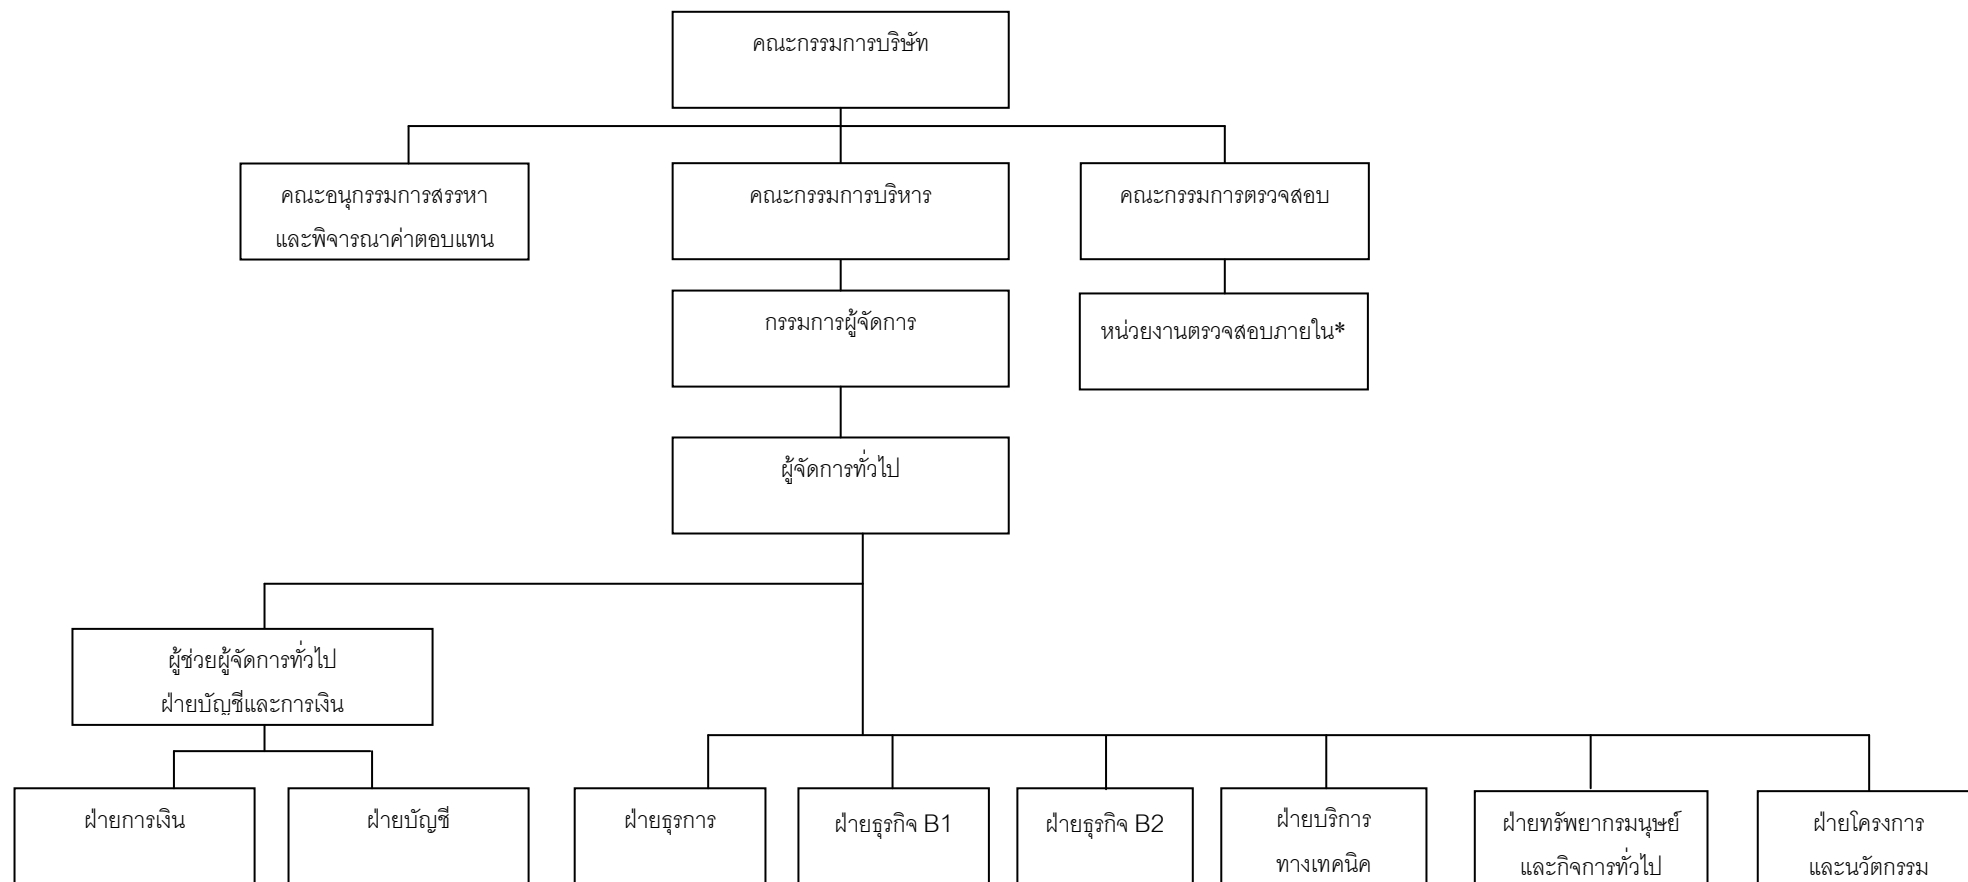 คณะกรรมการบริษัท
คณะอนุกรรมการสรรหา
และพิจารณาค่าตอบแทน
คณะกรรมการบริหาร
คณะกรรมการตรวจสอบ
กรรมการผู้จัดการ
หน่วยงานตรวจสอบภายใน*
ผู้จัดการทั่วไป
ผู้ช่วยผู้จัดการทั่วไป
ฝ่ายบัญชีและการเงิน
ฝ่ายการเงิน
ฝ่ายบัญชี
ฝ่ายธุรการ
ฝ่ายธุรกิจ B1
ฝ่ายธุรกิจ B2
ฝ่ายบริการ
ทางเทคนิค
ฝ่ายทรัพยากรมนุษย์
และกิจการทั่วไป
ฝ่ายโครงการ
และนวัตกรรม